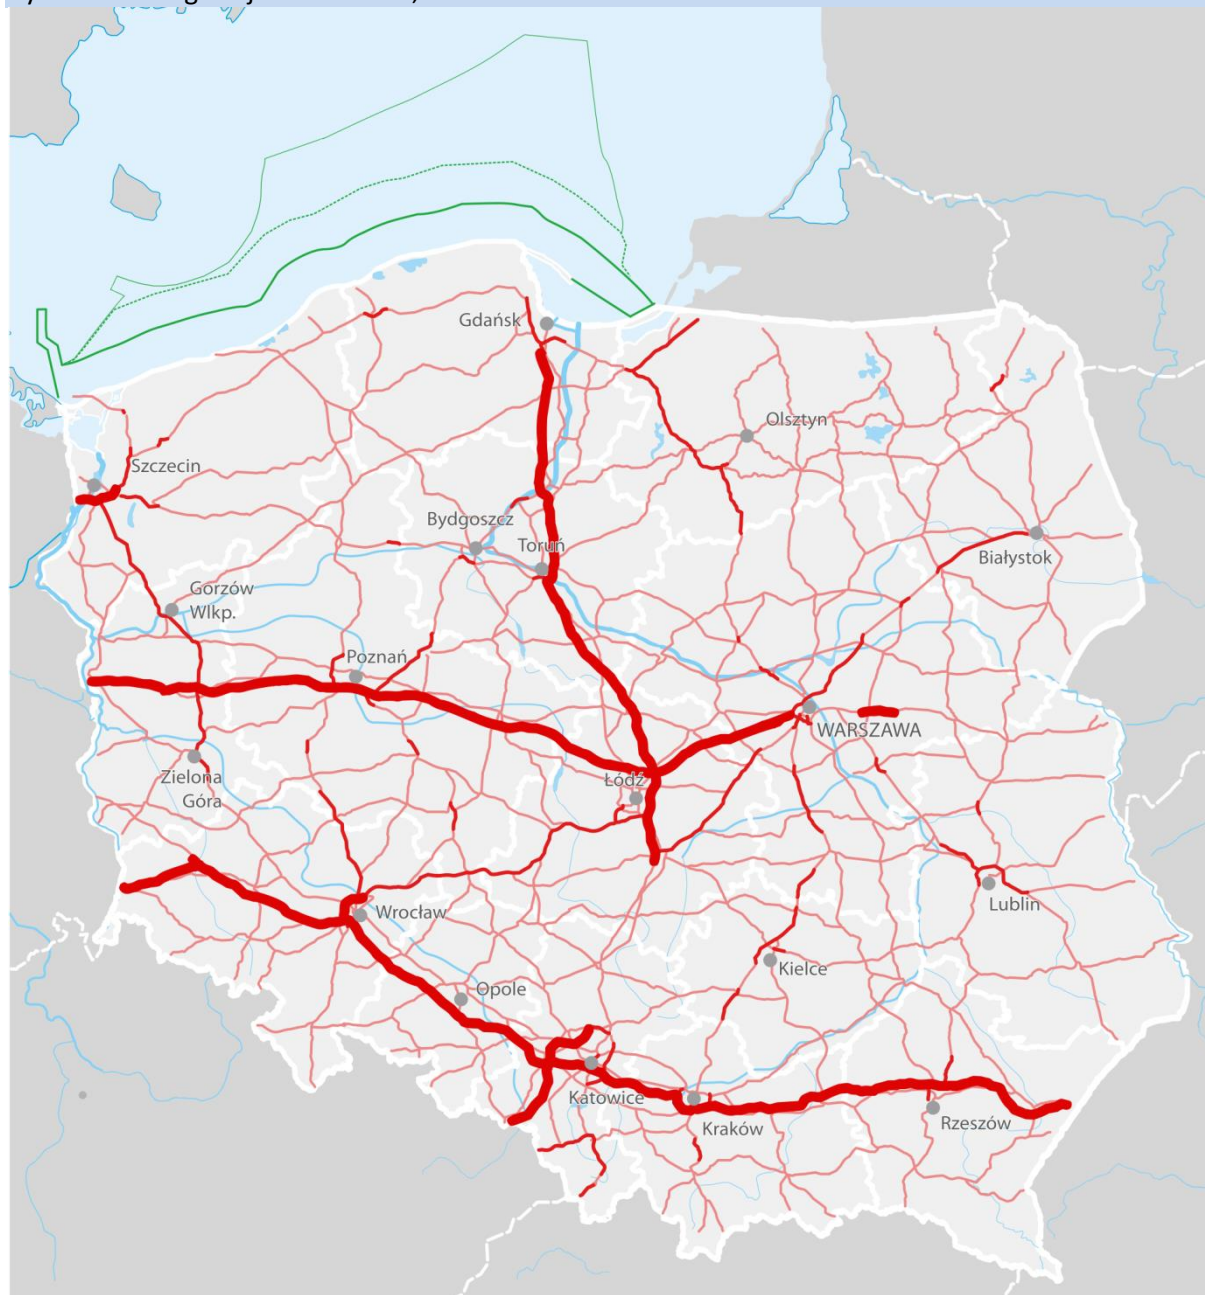 Gdańsk
Olsztyn
Szczecin
Bydgoszcz
Toruń
Białystok
Gorzów
Wlkp.
Poznań
WARSZAWA
Zielona
Góra
Łódź
Lublin
Wrocław
Kielce
Opole
Katowice
Kraków
Rzeszów